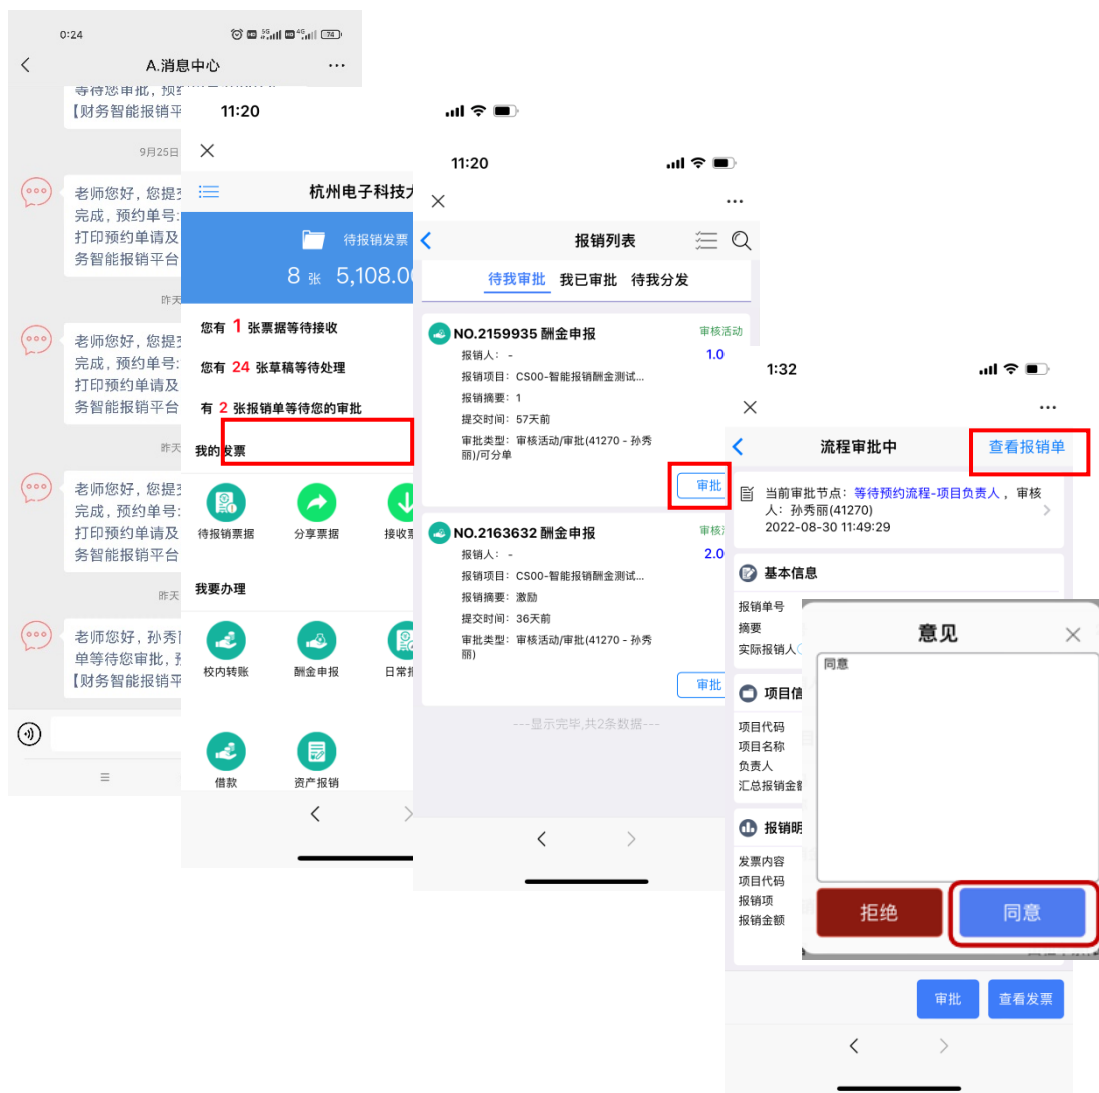 0:24
5G
4G
74
A.消息中心
等待您审批，预
【财务智能报销平
9月25日
老师您好，您提
完成，预约单号:
打印预约单请及
务智能报销平台
昨天
老师您好，您提
完成，预约单号:
打印预约单请及
务智能报销平台
昨天
老师您好，您提
完成，预约单号:
打印预约单请及
务智能报销平台
昨天
老师您好，孙秀
单等待您审批，
【财务智能报销平
11:20
杭州电子科技
待报销发票
8 张 5,108.0
您有 1 张票据等待接收
您有 24 张草稿等待处理
有 2 张报销单等待您的审批
我的发票
待报销票据
分享票据
接收
我要办理
校内转账
酬金申报
日常
借款
资产报销
11:20
报销列表
待我审批 我已审批 待我分发
NO.2159935 酬金申报
审核活动
报销人： -
1.0
报销项目：CS00-智能报销酬金测试...
报销摘要：1
提交时间：57天前
审批类型：审核活动/审批(41270 - 孙秀
丽)/可分单
审批
NO.2163632 酬金申报
审核
报销人： -
2.0
报销项目：CS00-智能报销酬金测试...
报销摘要：激励
提交时间：36天前
审批类型：审核活动/审批(41270 - 孙秀
丽)
审批
---显示完毕,共2条数据---
1:32
流程审批中
查看报销单
当前审批节点：等待预约流程-项目负责人，审核
人：孙秀丽(41270)
2022-08-30 11:49:29
基本信息
报销单号
摘要
实际报销人
项目信
项目代码
项目名称
负责人
汇总报销金
报销明
发票内容
项目代码
报销项
报销金额
意见
同意
拒绝
同意
审批
查看发票